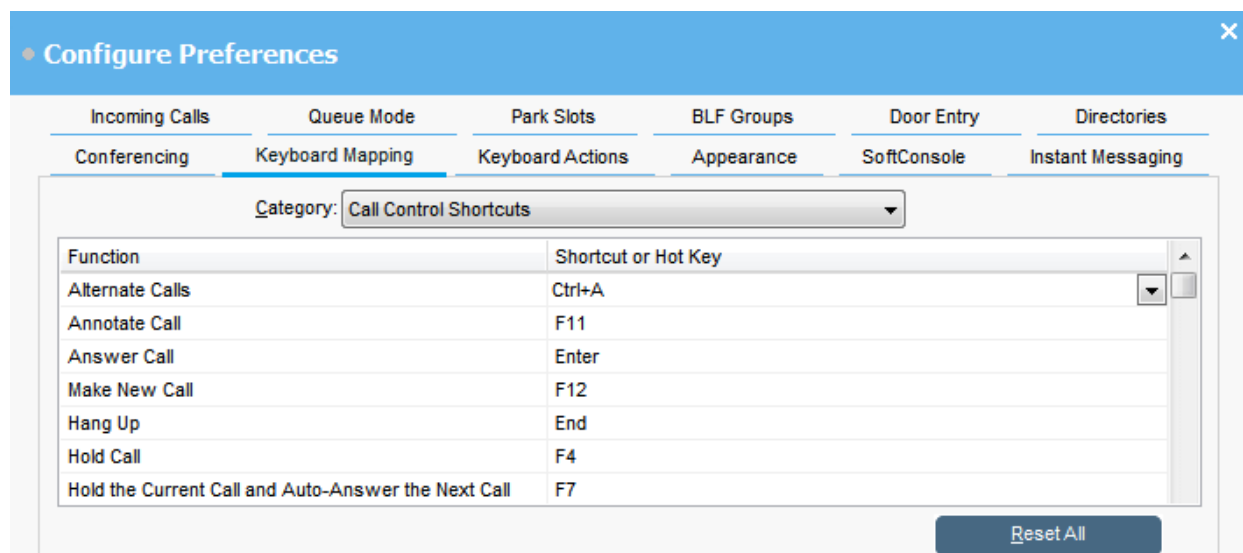 Configure Preferences
Incoming Calls Queue Mode Park Slots BLF Groups Door Entry Directories
Conferencing Keyboard Mapping Keyboard Actions Appearance SoftConsole Instant Messaging
Category: Call Control Shortcuts
Function Shortcut or Hot Key
Alternate Calls Ctrl+A
Annotate Call F11
Answer Call Enter
Make New Call F12
Hang Up End
Hold Call F4
Hold the Current Call and Auto-Answer the Next Call F7
Reset All